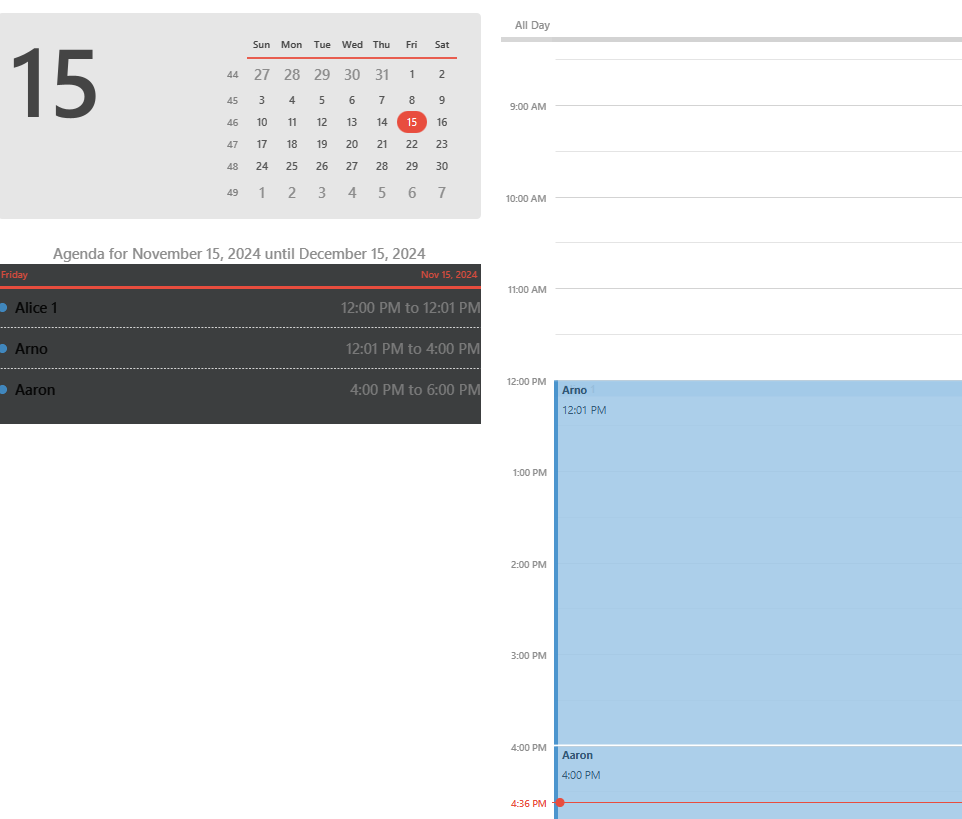 15
Sun Mon Tue Wed Thu Fri Sat
44 27 28 29 30 31 1 2
45 3 4 5 6 7 8 9
46 10 11 12 13 14 15 16
47 17 18 19 20 21 22 23
48 24 25 26 27 28 29 30
49 1 2 3 4 5 6 7
Agenda for November 15, 2024 until December 15, 2024
Friday Nov 15, 2024
Alice 1 12:00 PM to 12:01 PM
Arno 12:01 PM to 4:00 PM
Aaron 4:00 PM to 6:00 PM
All Day
9:00 AM
10:00 AM
11:00 AM
12:00 PM
Arno
12:01 PM
1:00 PM
2:00 PM
3:00 PM
4:00 PM
Aaron
4:00 PM
4:36 PM